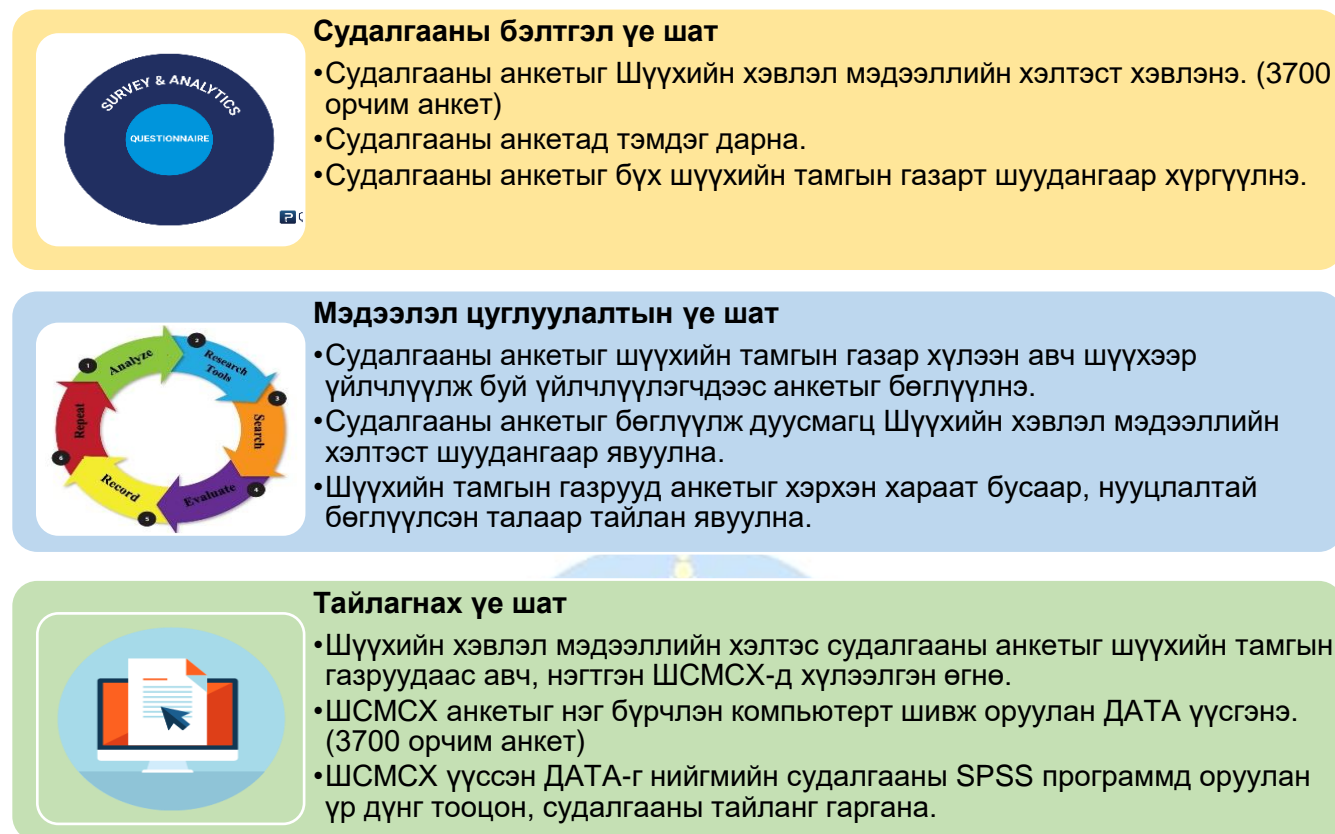 Судалгааны бэлтгэл үе шат
•Судалгааны анкетыг Шүүхийн хэвлэл мэдээллийн хэлтэст хэвлэнэ. (3700
орчим анкет)
•Судалгааны анкетад тэмдэг дарна.
•Судалгааны анкетыг бүх шүүхийн тамгын газарт шуудангаар хүргүүлнэ.
SURVEY & ANALYTICS
QUESTIONNAIRE
Мэдээлэл цуглуулалтын үе шат
•Судалгааны анкетыг шүүхийн тамгын газар хүлээн авч шүүхээр
үйлчлүүлж буй үйлчлүүлэгчдээс анкетыг бөглүүлнэ.
•Судалгааны анкетыг бөглүүлж дуусмагц Шүүхийн хэвлэл мэдээллийн
хэлтэст шуудангаар явуулна.
•Шүүхийн тамгын газрууд анкетыг хэрхэн хараат бусаар, нууцлалтай
бөглүүлсэн талаар тайлан явуулна.
1
Analyze
2
Research
Tools
3
Search
4
Evaluate
5
Record
6
Repeat
Тайлагнах үе шат
•Шүүхийн хэвлэл мэдээллийн хэлтэс судалгааны анкетыг шүүхийн тамгын
газруудаас авч, нэгтгэн ШСМСХ-д хүлээлгэн өгнө.
•ШСМСХ анкетыг нэг бүрчлэн компьютерт шивж оруулан ДАТА үүсгэнэ.
(3700 орчим анкет)
•ШСМСХ үүссэн ДАТА-г нийгмийн судалгааны SPSS программд оруулан
үр дүнг тооцон, судалгааны тайланг гаргана.